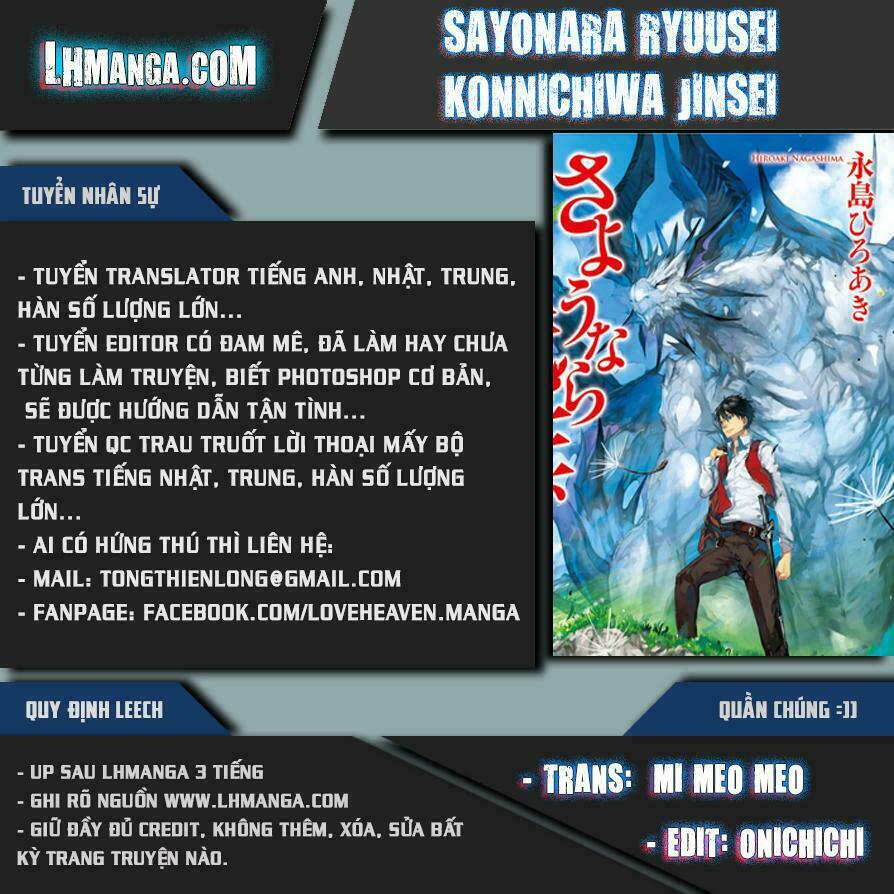 LHMANGA.COM
SAYONARA RYUUSEI
KONNICHIWA JINSEI
TUYỂN NHÂN SỰ
- TUYỂN TRANSLATOR TIẾNG ANH, NHẬT, TRUNG,
HÀN SỐ LƯỢNG LỚN...
- TUYỂN EDITOR CÓ ĐAM MÊ, ĐÃ LÀM HAY CHƯA
TỪNG LÀM TRUYỆN, BIẾT PHOTOSHOP CƠ BẢN,
SẼ ĐƯỢC HƯỚNG DẪN TẬN TÌNH...
- TUYỂN QC TRAU TRUỐT LỜI THOẠI MẤY BỘ
TRANS TIẾNG NHẬT, TRUNG, HÀN SỐ LƯỢNG
LỚN...
- AI CÓ HỨNG THÚ THÌ LIÊN HỆ:
- MAIL: TONGTHIENLONG@GMAIL.COM
- FANPAGE: FACEBOOK.COM/LOVEHEAVEN.MANGA
HIROAKI NAGASHIMA
永島ひろあき
さようなら
QUY ĐỊNH LEECH
- UP SAU LHMANGA 3 TIẾNG
- GHI RÕ NGUỒN WWW.LHMANGA.COM
- GIỮ ĐẦY ĐỦ CREDIT, KHÔNG THÊM, XÓA, SỬA BẤT
KỲ TRANG TRUYỆN NÀO.
QUẦN CHÚNG =]]
- TRANS: MI MEO MEO
- EDIT: ONICHICHI